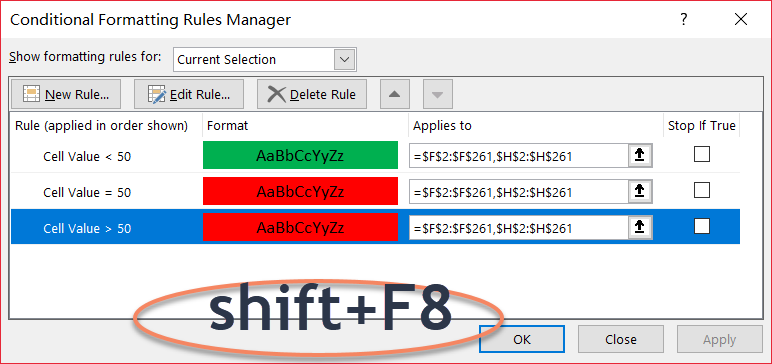 Conditional Formatting Rules Manager ? ×
Show formatting rules for: Current Selection
New Rule... Edit Rule... Delete Rule
Rule (applied in order shown) Format Applies to Stop If True
Cell Value < 50 AaBbCcYyZz =$F$2:$F$261,$H$2:$H$261
Cell Value = 50 AaBbCcYyZz =$F$2:$F$261,$H$2:$H$261
Cell Value > 50 AaBbCcYyZz =$F$2:$F$261,$H$2:$H$261
shift+F8
OK Close Apply